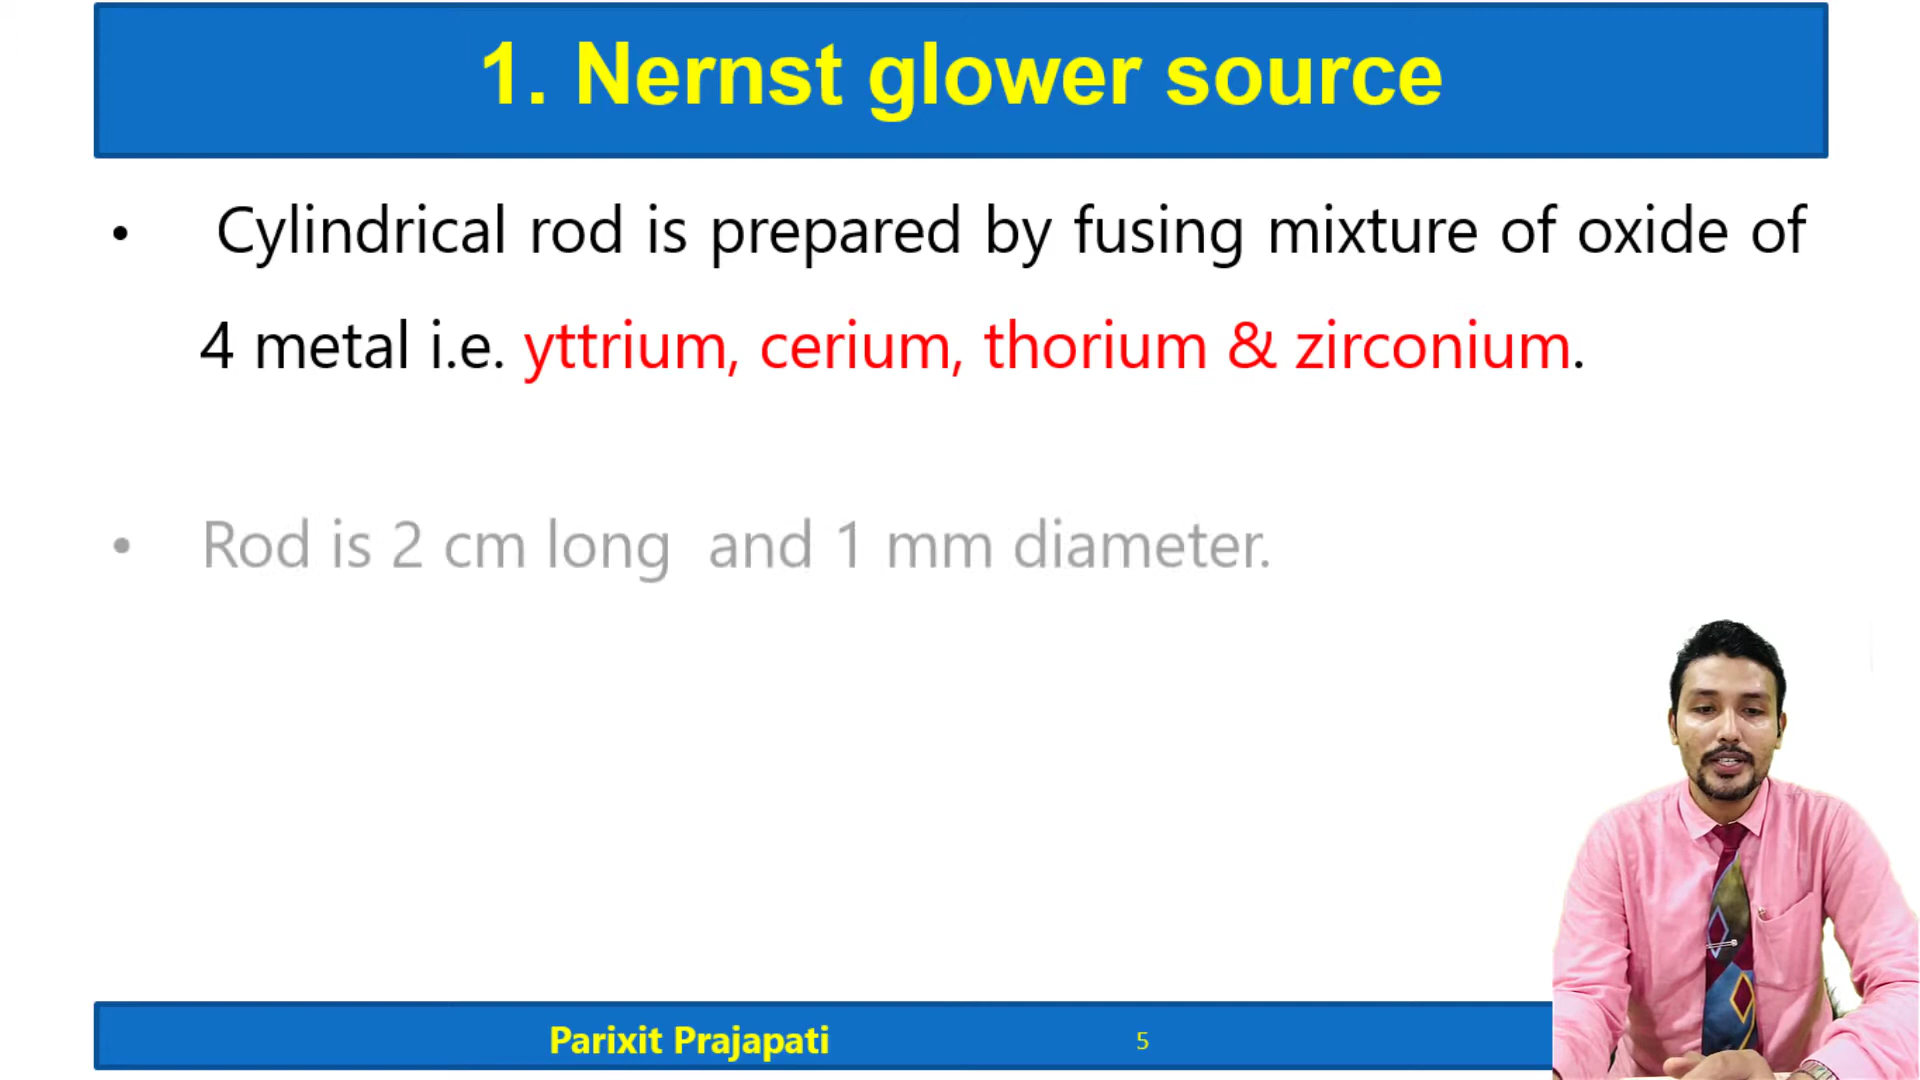 1. Nernst glower source
• Cylindrical rod is prepared by fusing mixture of oxide of
4 metal i.e. yttrium, cerium, thorium & zirconium.
• Rod is 2 cm long and 1 mm diameter.
Parixit Prajapati 5